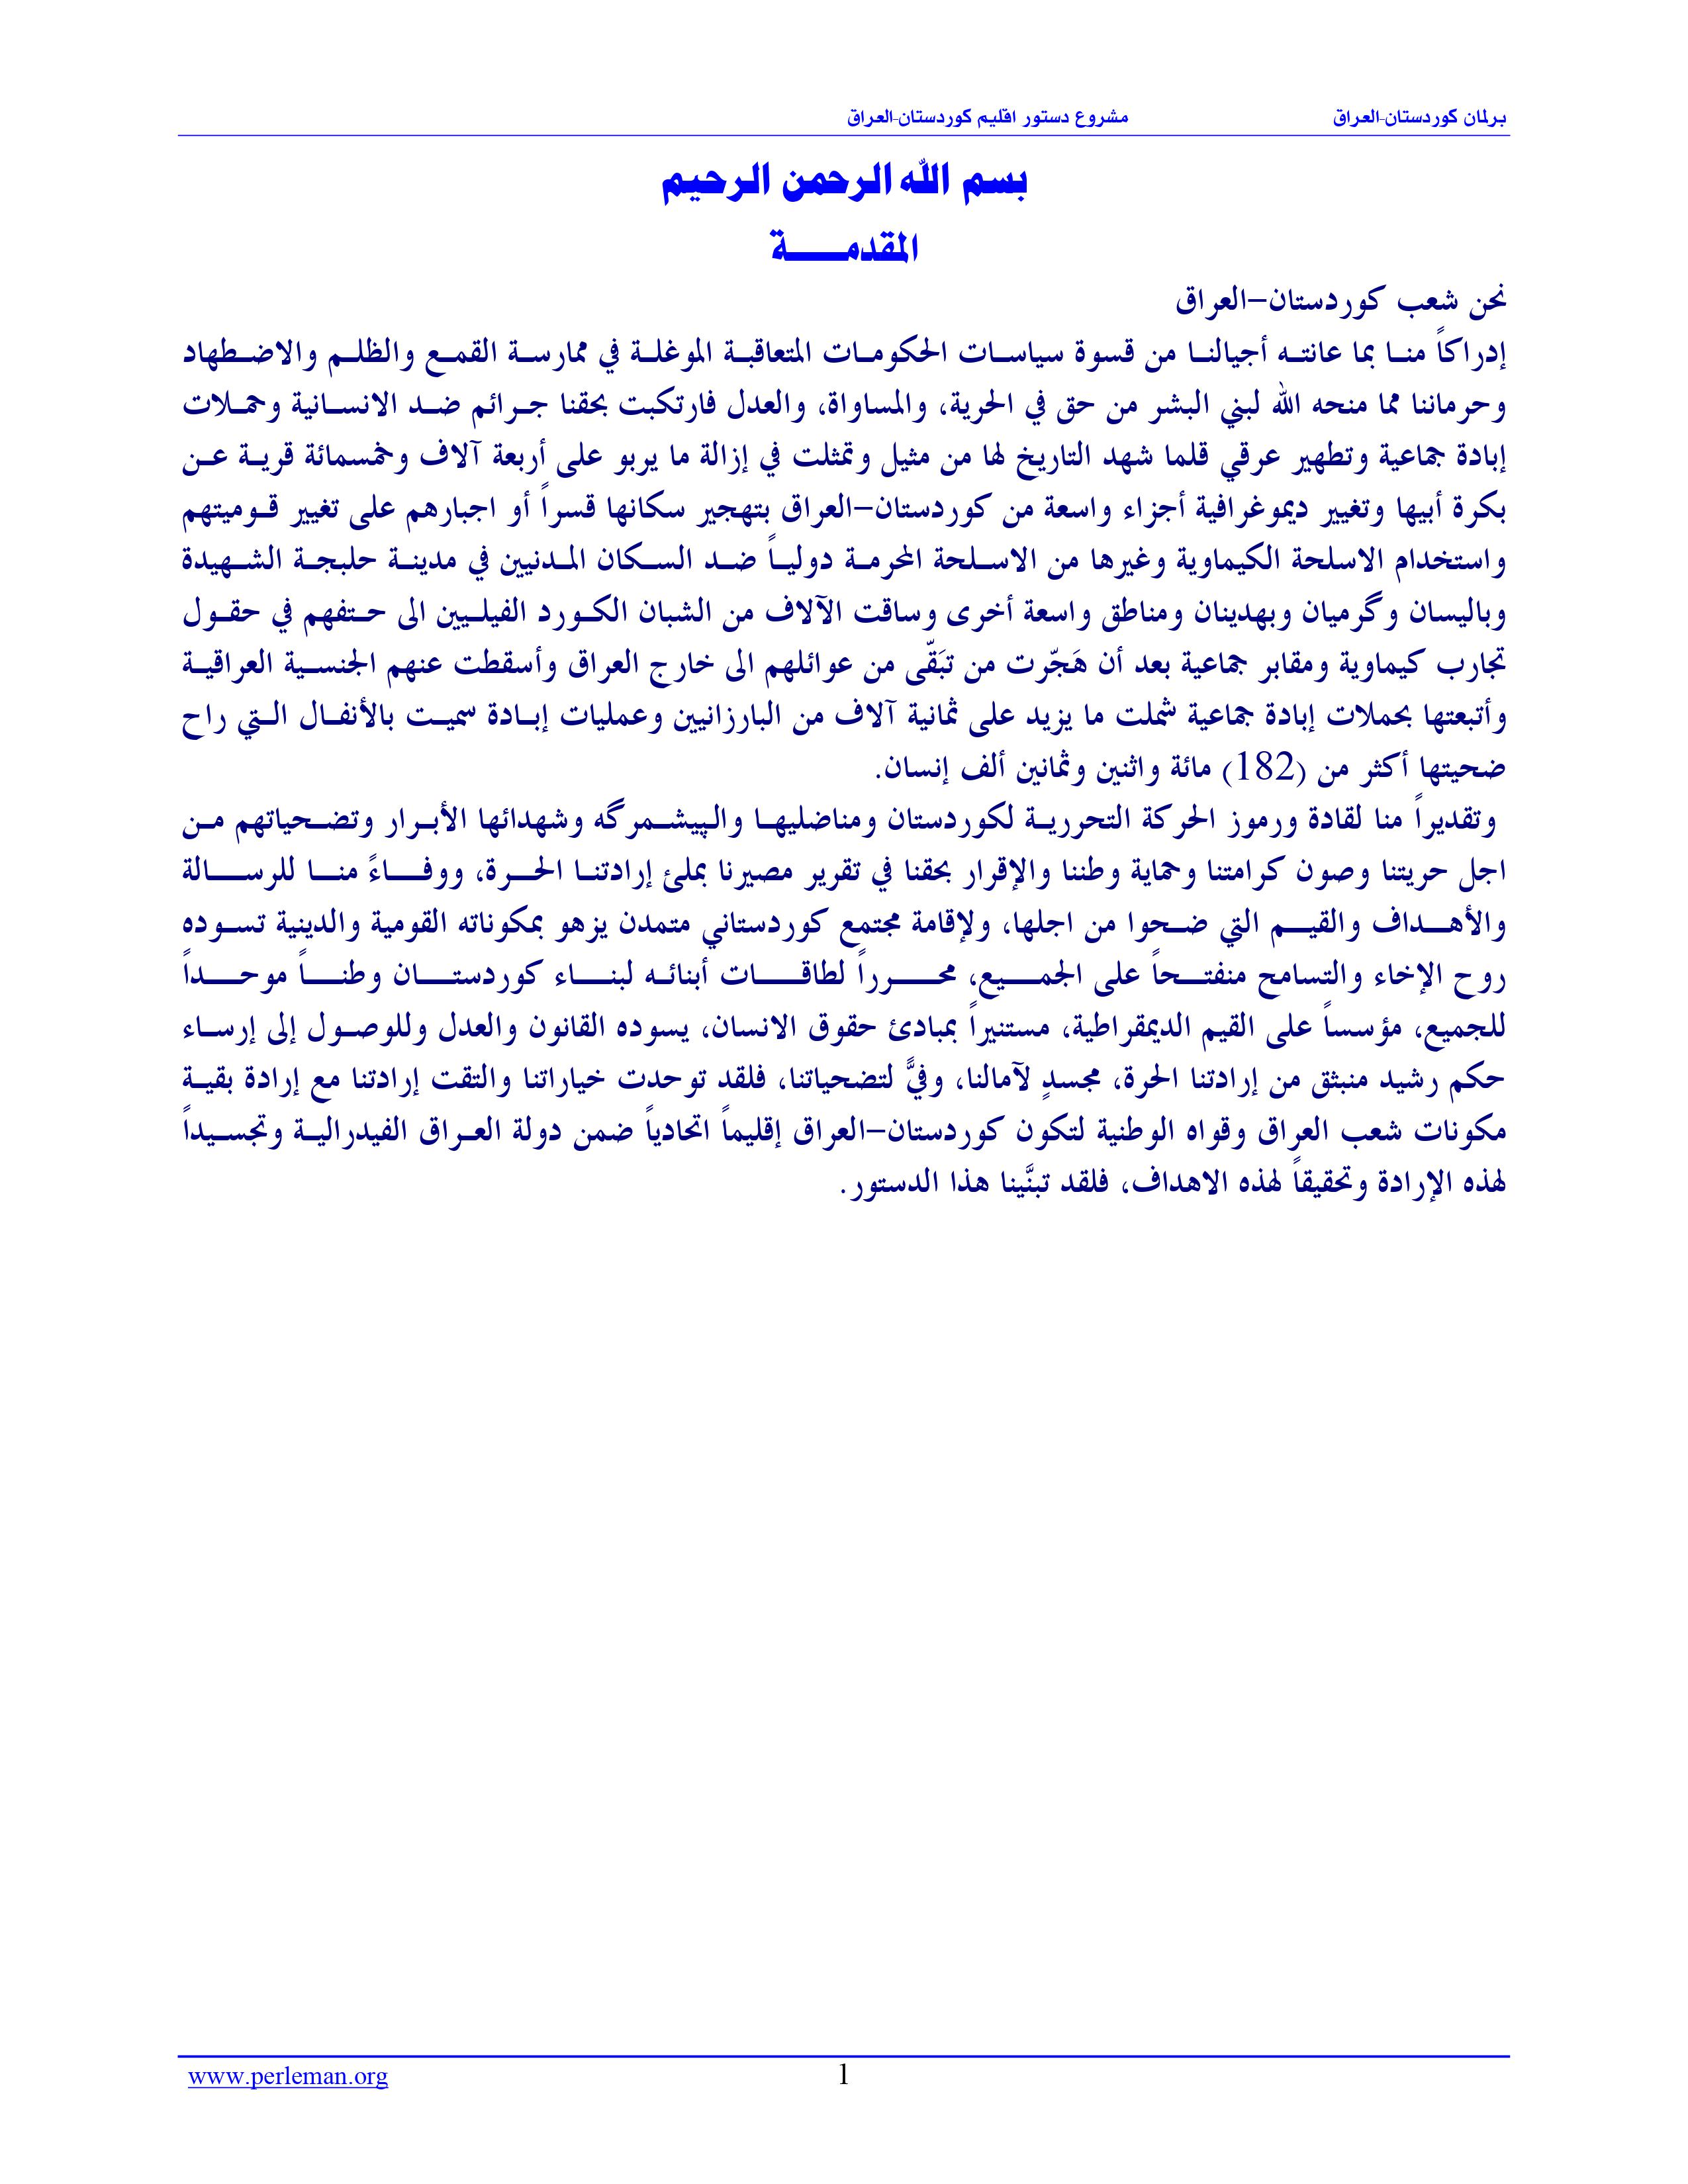 برلمان كوردستان-العراق مشروع دستور اقليم كوردستان-العراق
بسم الله الرحمن الرحيم
المقدمة
نحن شعب كوردستان-العراق
إدراكاً منا بما عانته أجيالنا من قسوة سياسات الحكومات المتعاقبة الموغلة في ممارسة القمع والظلم والاضطهاد
وحرماننا مما منحه الله لبني البشر من حق في الحرية، والمساواة، والعدل فارتكبت بحقنا جرائم ضد الانسانية وحملات
إبادة جماعية وتطهير عرقي قلما شهد التاريخ لها من مثيل وتمثلت في إزالة ما يربو على أربعة آلاف وخمسمائة قرية عن
بكرة أبيها وتغيير ديموغرافية أجزاء واسعة من كوردستان-العراق بتهجير سكانها قسراً أو اجبارهم على تغيير قوميتهم
واستخدام الاسلحة الكيماوية وغيرها من الاسلحة المحرمة دولياً ضد السكان المدنيين في مدينة حلبجة الشهيدة
وباليسان وگرميان وبهدينان ومناطق واسعة أخرى وساقت الآلاف من الشبان الكورد الفيليين الى حتفهم في حقول
تجارب كيماوية ومقابر جماعية بعد أن هَجّرت من تبَقّى من عوائلهم الى خارج العراق وأسقطت عنهم الجنسية العراقية
وأتبعتها بحملات إبادة جماعية شملت ما يزيد على ثمانية آلاف من البارزانيين وعمليات إبادة سميت بالأنفال التي راح
ضحيتها أكثر من (182) مائة واثنين وثمانين ألف إنسان.
وتقديراً منا لقادة ورموز الحركة التحررية لكوردستان ومناضليها والپيشمرگه وشهدائها الأبرار وتضحياتهم من
اجل حريتنا وصون كرامتنا وحماية وطننا والإقرار بحقنا في تقرير مصيرنا بملئ إرادتنا الحرة، ووفاءً منا للرسالة
والأهداف والقيم التي ضحوا من اجلها، ولإقامة مجتمع كوردستاني متمدن يزهو بمكوناته القومية والدينية تسوده
روح الإخاء والتسامح منفتحاً على الجميع، محرراً لطاقات أبنائه لبناء كوردستان وطناً موحداً
للجميع، مؤسساً على القيم الديمقراطية، مستنيراً بمبادئ حقوق الانسان، يسوده القانون والعدل وللوصول إلى إرساء
حكم رشيد منبثق من إرادتنا الحرة، مجسدٍ لآمالنا، وفيًّ لتضحياتنا، فلقد توحدت خياراتنا والتقت إرادتنا مع إرادة بقية
مكونات شعب العراق وقواه الوطنية لتكون كوردستان-العراق إقليماً اتحادياً ضمن دولة العراق الفيدرالية وتجسيداً
لهذه الإرادة وتحقيقاً لهذه الاهداف، فلقد تبنَّينا هذا الدستور.
www.perleman.org 1